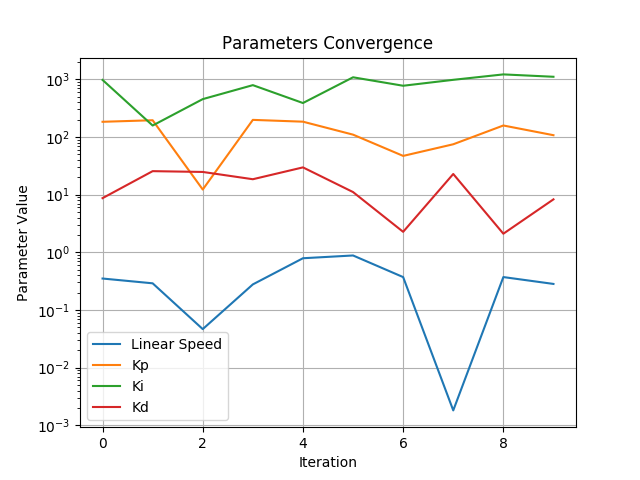 Parameters Convergence
Parameter Value
10³
10²
10¹
10⁰
10⁻¹
10⁻²
10⁻³
Linear Speed
Kp
Ki
Kd
0 2 4 6 8
Iteration